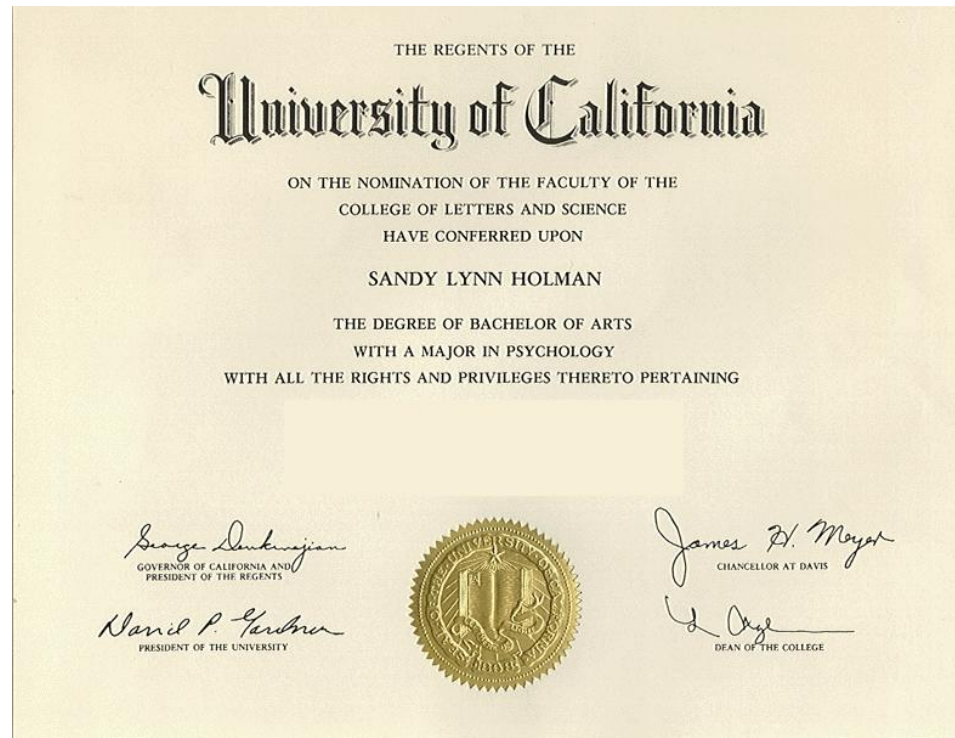 THE REGENTS OF THE
University of California
ON THE NOMINATION OF THE FACULTY OF THE
COLLEGE OF LETTERS AND SCIENCE
HAVE CONFERRED UPON
SANDY LYNN HOLMAN
THE DEGREE OF BACHELOR OF ARTS
WITH A MAJOR IN PSYCHOLOGY
WITH ALL THE RIGHTS AND PRIVILEGES THERETO PERTAINING
George Deukmejian
GOVERNOR OF CALIFORNIA AND
PRESIDENT OF THE REGENTS
James H. Meyer
CHANCELLOR AT DAVIS
David P. Gardner
PRESIDENT OF THE UNIVERSITY
DEAN OF THE COLLEGE